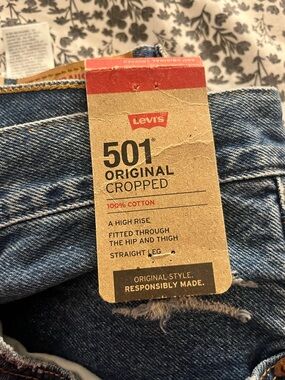 Levi's
501®
ORIGINAL
CROPPED
100% COTTON
A HIGH RISE
FITTED THROUGH
THE HIP AND THIGH
STRAIGHT LEG
ORIGINAL STYLE.
RESPONSIBLY MADE.